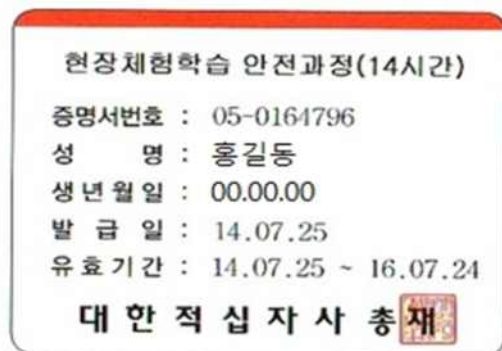 현장체험학습 안전과정(14시간)
증명서번호 : 05-0164796
성 명 : 홍길동
생년월일 : 00.00.00
발 급 일 : 14.07.25
유효기간 : 14.07.25 ~ 16.07.24
대 한 적 십 자 사 총 재